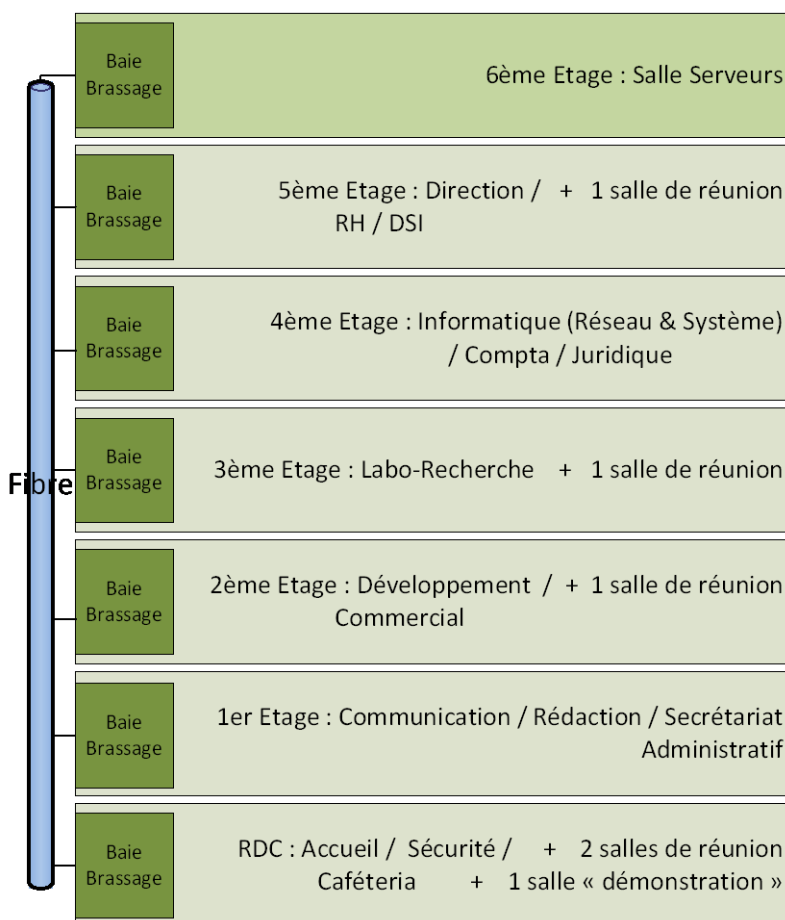 Baie
Brassage
6ème Etage : Salle Serveurs
Baie
Brassage
5ème Etage : Direction / + 1 salle de réunion
RH / DSI
Baie
Brassage
4ème Etage : Informatique (Réseau & Système)
/ Compta / Juridique
Fibre
Baie
Brassage
3ème Etage : Labo-Recherche + 1 salle de réunion
Baie
Brassage
2ème Etage : Développement / + 1 salle de réunion
Commercial
Baie
Brassage
1er Etage : Communication / Rédaction / Secrétariat
Administratif
Baie
Brassage
RDC : Accueil / Sécurité / + 2 salles de réunion
Caféteria + 1 salle « démonstration »